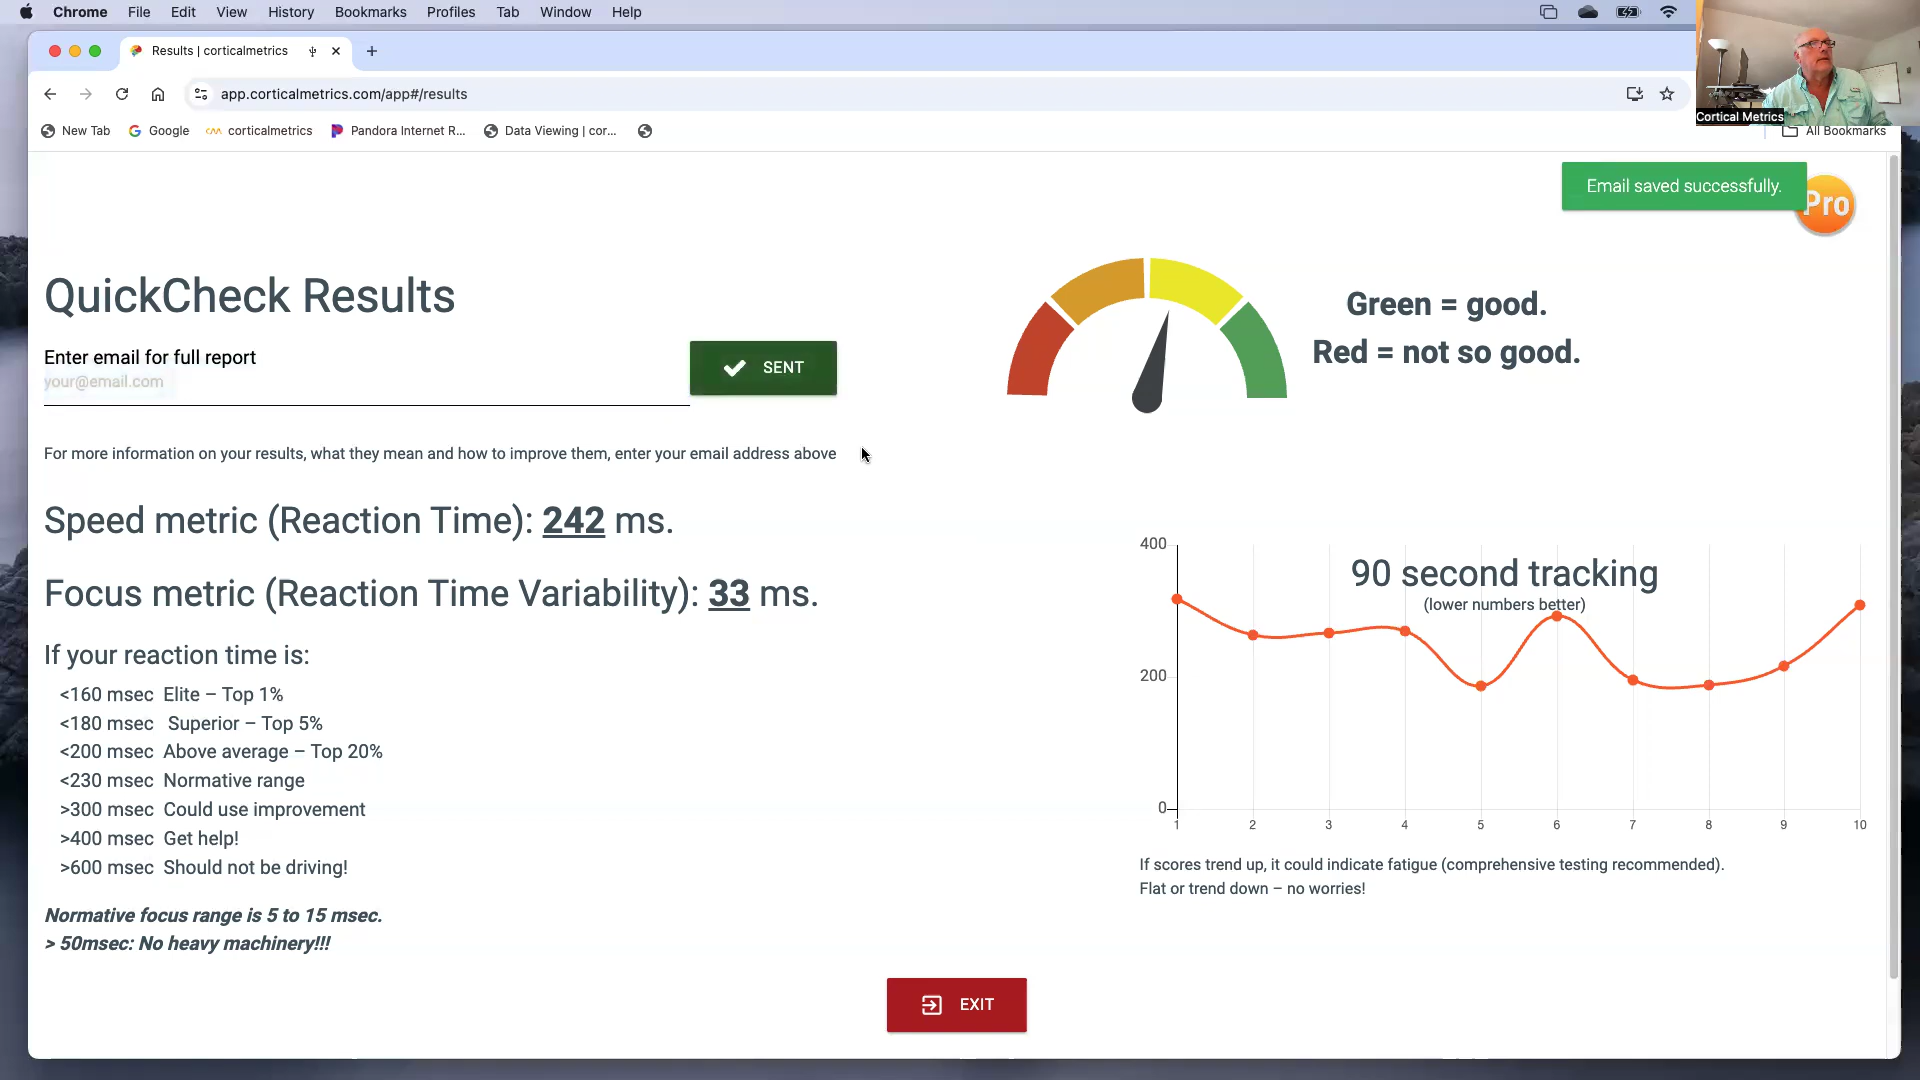 Chrome File Edit View History Bookmarks Profiles Tab Window Help
Results | corticalmetrics
app.corticalmetrics.com/app#/results
New Tab Google corticalmetrics Pandora Internet R... Data Viewing | cor... All Bookmarks
Cortical Metrics
Email saved successfully.
Pro
QuickCheck Results
Green = good.
Red = not so good.
Enter email for full report
your@email.com
SENT
For more information on your results, what they mean and how to improve them, enter your email address above
Speed metric (Reaction Time): 242 ms.
Focus metric (Reaction Time Variability): 33 ms.
If your reaction time is:
<160 msec Elite – Top 1%
<180 msec Superior – Top 5%
<200 msec Above average – Top 20%
<230 msec Normative range
>300 msec Could use improvement
>400 msec Get help!
>600 msec Should not be driving!
Normative focus range is 5 to 15 msec.
> 50msec: No heavy machinery!!!
90 second tracking
(lower numbers better)
400
200
0
1 2 3 4 5 6 7 8 9 10
If scores trend up, it could indicate fatigue (comprehensive testing recommended).
Flat or trend down – no worries!
EXIT